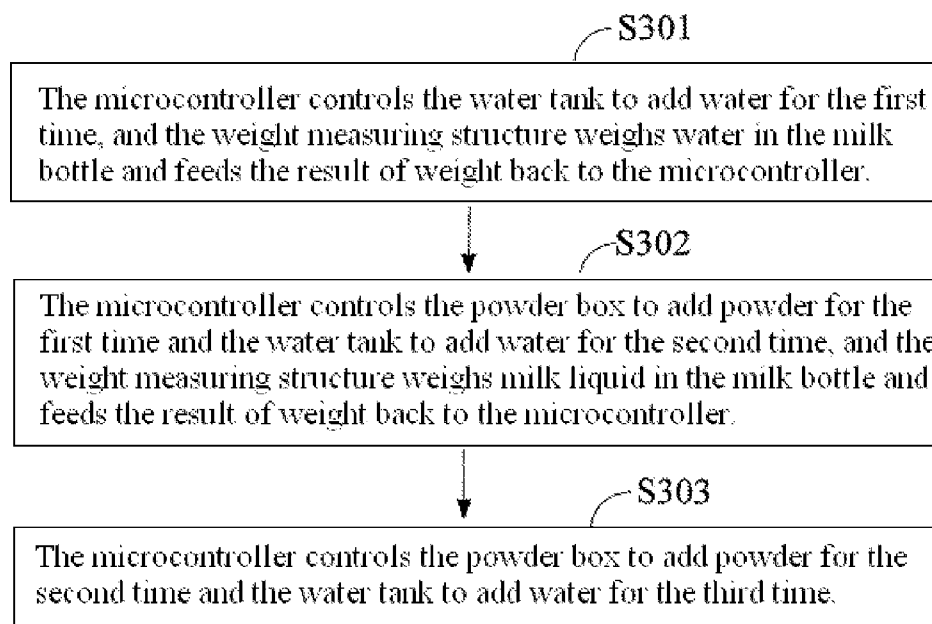 S301
The microcontroller controls the water tank to add water for the first
time, and the weight measuring structure weighs water in the milk
bottle and feeds the result of weight back to the microcontroller.
S302
The microcontroller controls the powder box to add powder for the
first time and the water tank to add water for the second time, and the
weight measuring structure weighs milk liquid in the milk bottle and
feeds the result of weight back to the microcontroller.
S303
The microcontroller controls the powder box to add powder for the
second time and the water tank to add water for the third time.